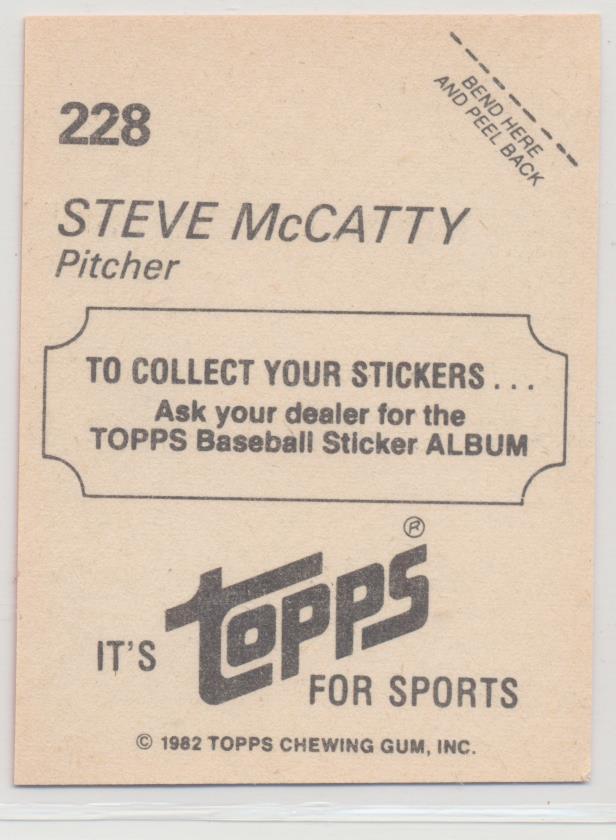 BEND HERE
AND PEEL BACK
228
STEVE McCATTY
Pitcher
TO COLLECT YOUR STICKERS...
Ask your dealer for the
TOPPS Baseball Sticker ALBUM
IT'S topps®
FOR SPORTS
© 1982 TOPPS CHEWING GUM, INC.